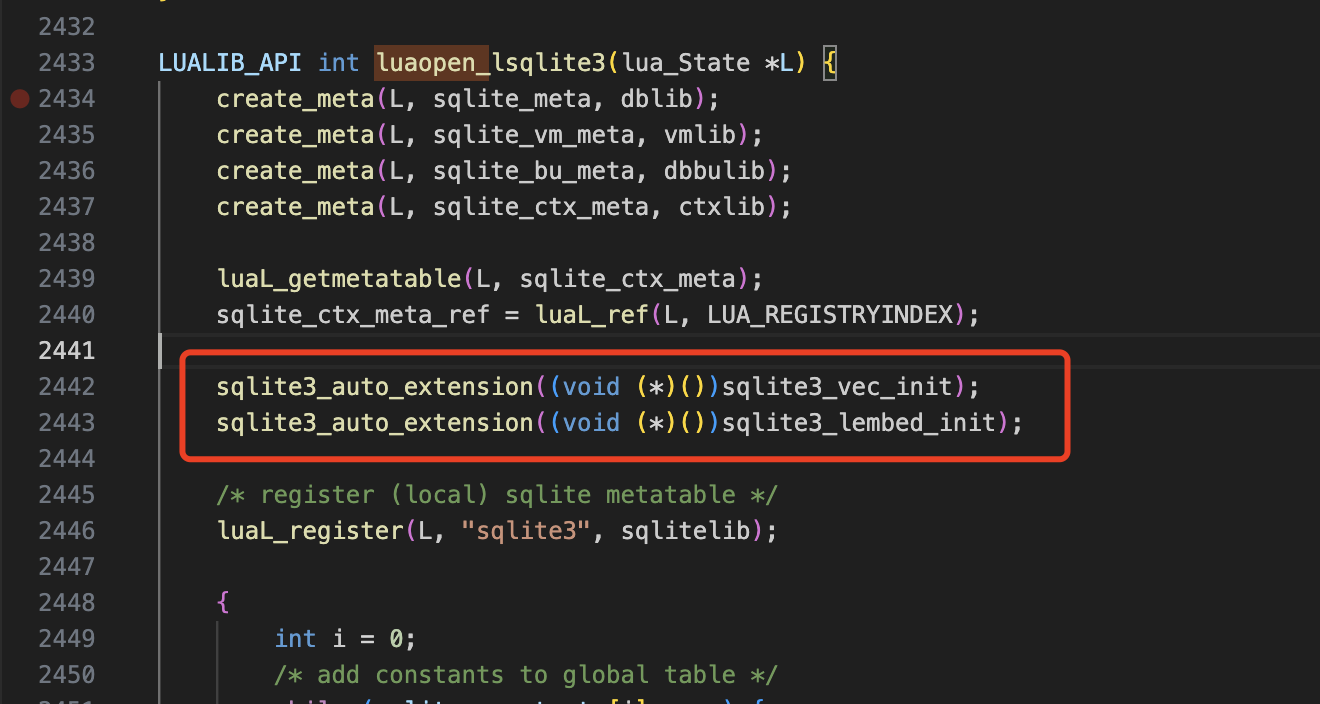 2432
2433 LUALIB_API int luaopen_lsqlite3(lua_State *L) {
2434 create_meta(L, sqlite_meta, dblib);
2435 create_meta(L, sqlite_vm_meta, vmlib);
2436 create_meta(L, sqlite_bu_meta, dbbulib);
2437 create_meta(L, sqlite_ctx_meta, ctxlib);
2438
2439 luaL_getmetatable(L, sqlite_ctx_meta);
2440 sqlite_ctx_meta_ref = luaL_ref(L, LUA_REGISTRYINDEX);
2441
2442 sqlite3_auto_extension((void (*)())sqlite3_vec_init);
2443 sqlite3_auto_extension((void (*)())sqlite3_lembed_init);
2444
2445 /* register (local) sqlite metatable */
2446 luaL_register(L, "sqlite3", sqlitelib);
2447
2448 {
2449 int i = 0;
2450 /* add constants to global table */